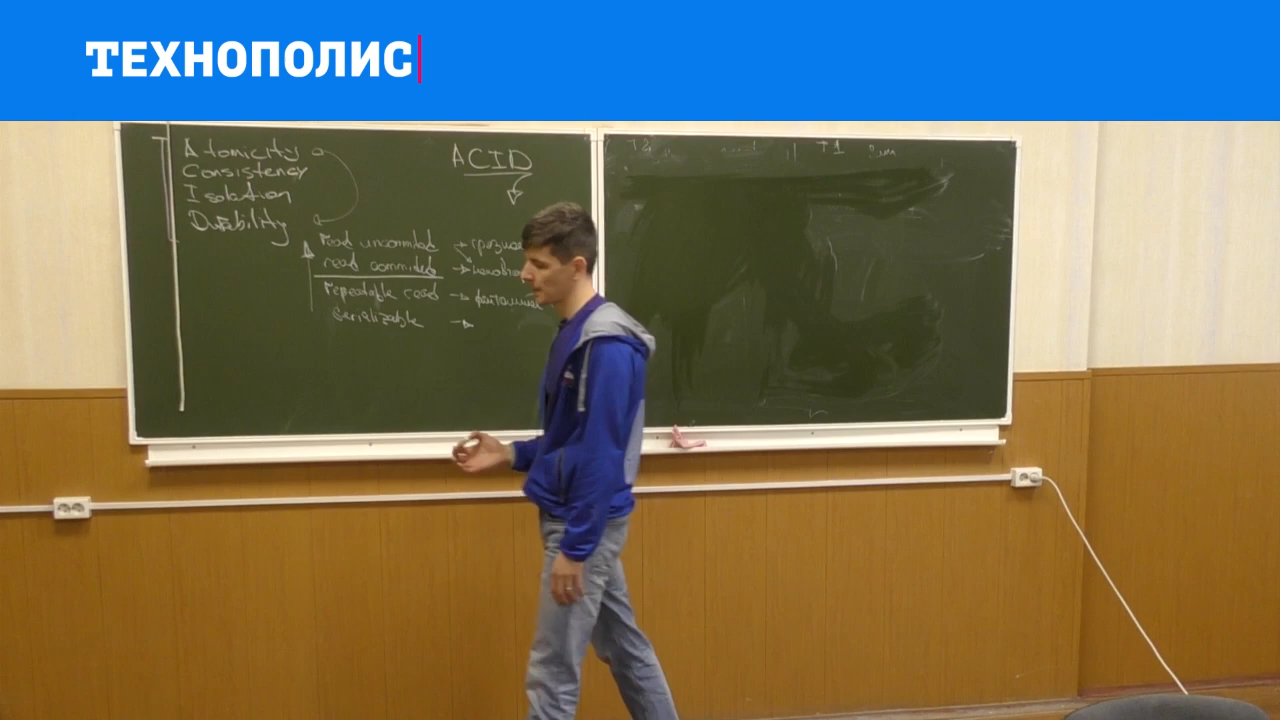 ТЕХНОПОЛИС
Atomicity
Consistency
Isolation
Durability
ACID
read uncommited
read commited
repeatable read
Serializable
T2
T1